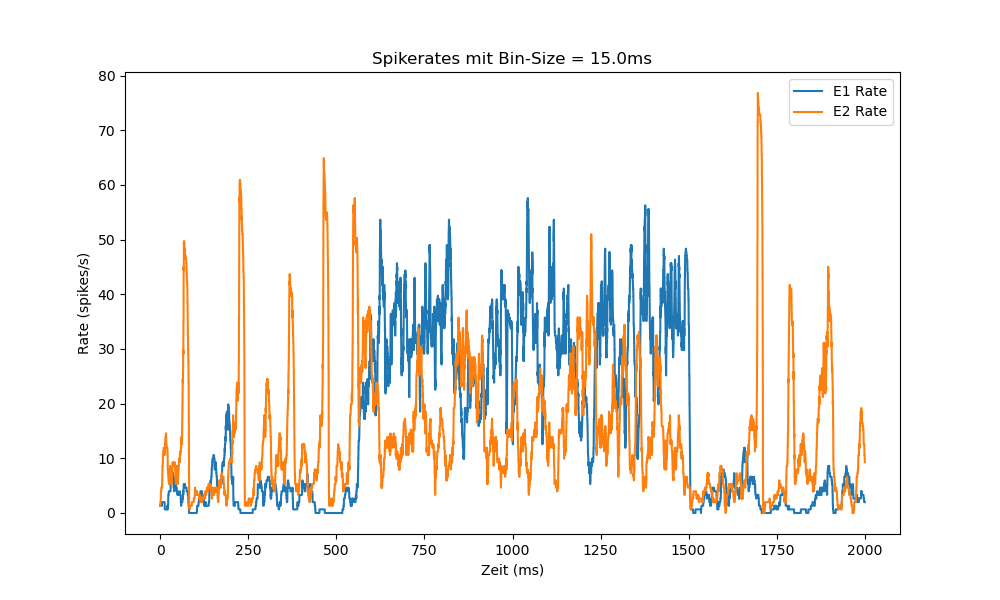 Spikerates mit Bin-Size = 15.0ms
E1 Rate
E2 Rate
80
70
60
50
40
30
20
10
0
Rate (spikes/s)
0 250 500 750 1000 1250 1500 1750 2000
Zeit (ms)